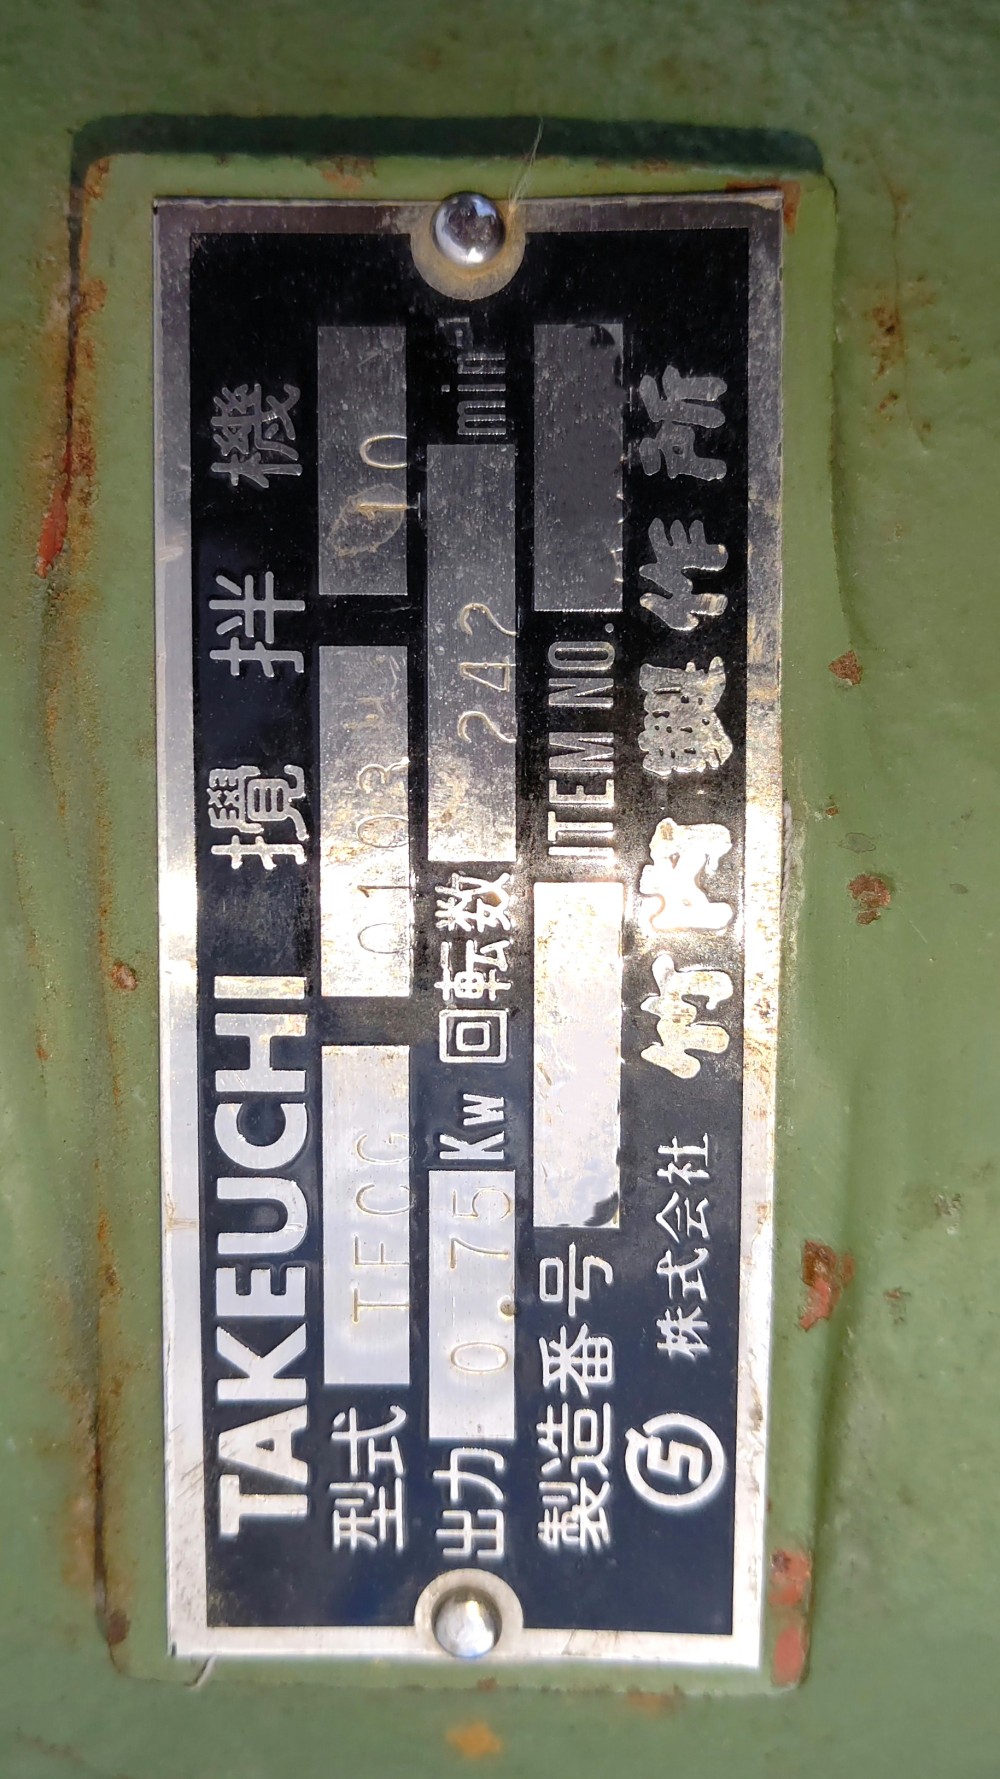 TAKEUCHI 攪拌機
型式 TFCG 0103 10
出力 0.75 Kw 回転数 242 min⁻¹
製造番号 ITEM NO.
株式会社 竹内製作所